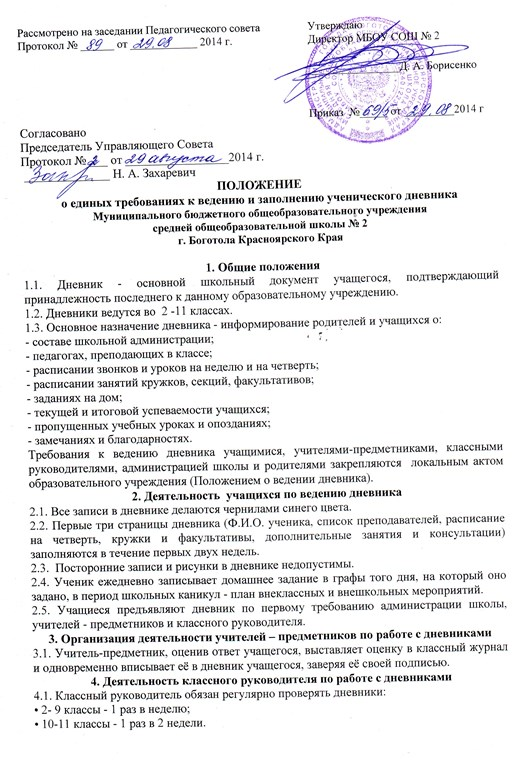 Рассмотрено на заседании Педагогического совета
Протокол № 89 от 29.08 2014 г.
Утверждаю
Директор МБОУ СОШ № 2
Д. А. Борисенко
Приказ № 69/5 от 29.08 2014 г
Согласовано
Председатель Управляющего Совета
Протокол № 2 от 29 августа 2014 г.
Н. А. Захаревич
ПОЛОЖЕНИЕ
о единых требованиях к ведению и заполнению ученического дневника
Муниципального бюджетного общеобразовательного учреждения
средней общеобразовательной школы № 2
г. Боготола Красноярского Края
1. Общие положения
1.1. Дневник - основной школьный документ учащегося, подтверждающий
принадлежность последнего к данному образовательному учреждению.
1.2. Дневники ведутся во 2 -11 классах.
1.3. Основное назначение дневника - информирование родителей и учащихся о:
- составе школьной администрации;
- педагогах, преподающих в классе;
- расписании звонков и уроков на неделю и на четверть;
- расписании занятий кружков, секций, факультативов;
- заданиях на дом;
- текущей и итоговой успеваемости учащихся;
- пропущенных учебных уроках и опозданиях;
- замечаниях и благодарностях.
Требования к ведению дневника учащимися, учителями-предметниками, классными
руководителями, администрацией школы и родителями закрепляются локальным актом
образовательного учреждения (Положением о ведении дневника).
2. Деятельность учащихся по ведению дневника
2.1. Все записи в дневнике делаются чернилами синего цвета.
2.2. Первые три страницы дневника (Ф.И.О. ученика, список преподавателей, расписание
на четверть, кружки и факультативы, дополнительные занятия и консультации)
заполняются в течение первых двух недель.
2.3. Посторонние записи и рисунки в дневнике недопустимы.
2.4. Ученик ежедневно записывает домашнее задание в графы того дня, на который оно
задано, в период школьных каникул - план внеклассных и внешкольных мероприятий.
2.5. Учащиеся предъявляют дневник по первому требованию администрации школы,
учителей - предметников и классного руководителя.
3. Организация деятельности учителей – предметников по работе с дневниками
3.1. Учитель-предметник, оценив ответ учащегося, выставляет оценку в классный журнал
и одновременно вписывает её в дневник учащегося, заверяя её своей подписью.
4. Деятельность классного руководителя по работе с дневниками
4.1. Классный руководитель обязан регулярно проверять дневники:
• 2- 9 классы - 1 раз в неделю;
• 10-11 классы - 1 раз в 2 недели.